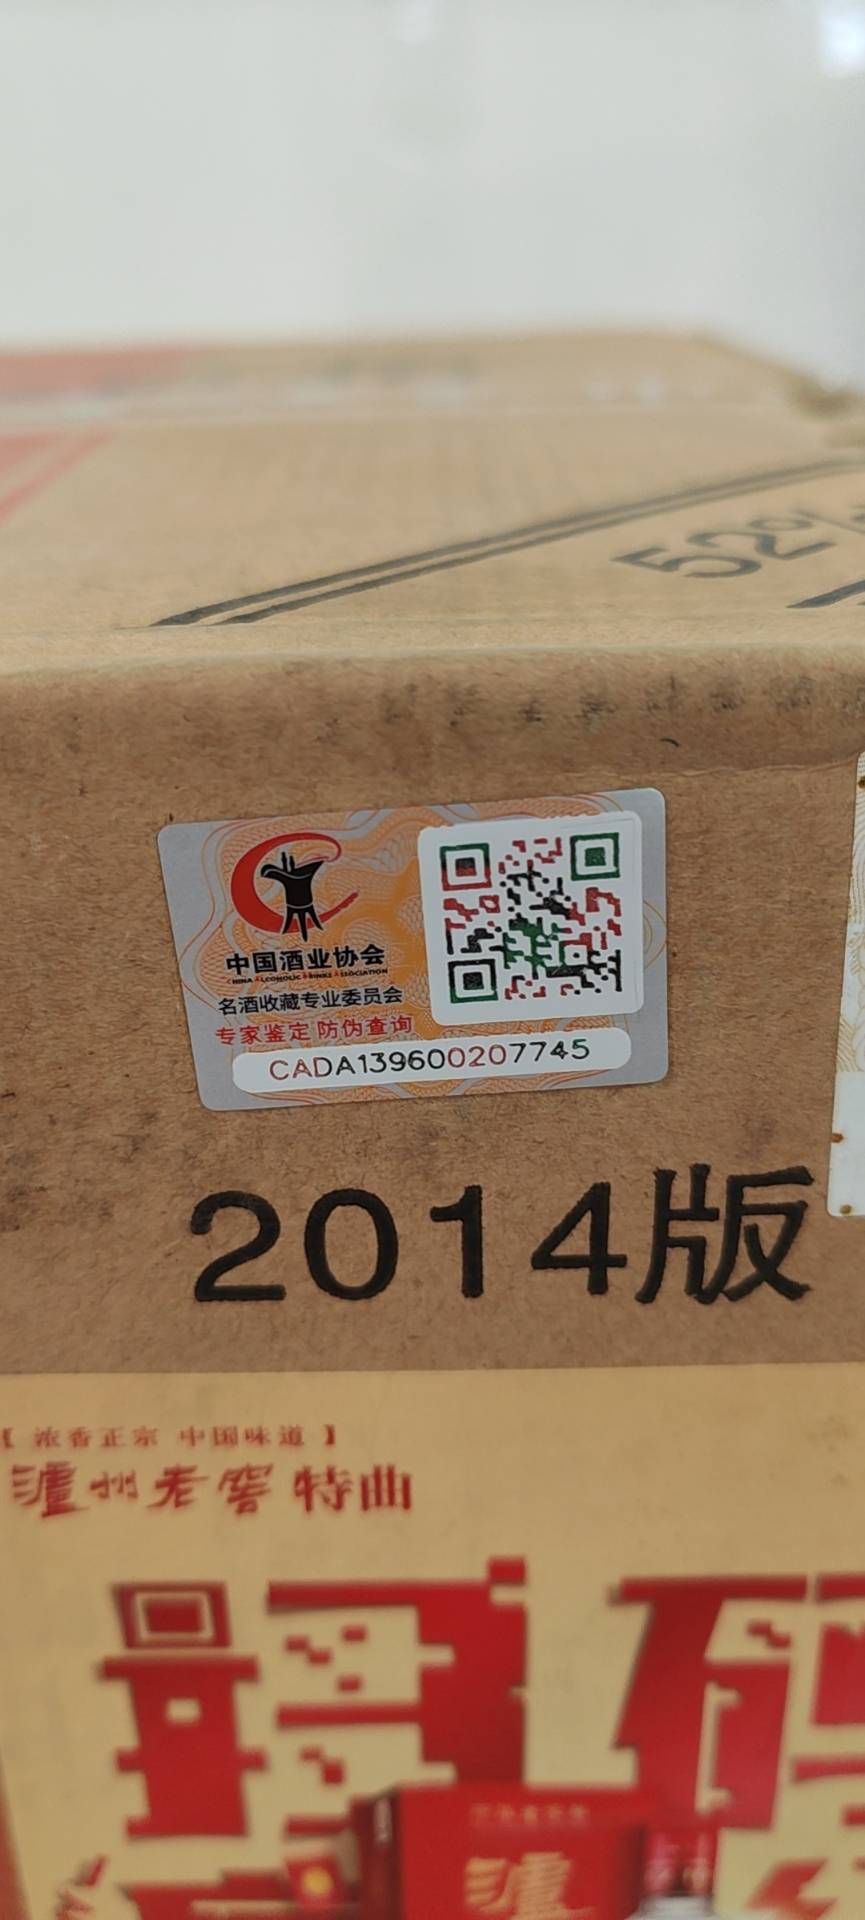 52%
中国酒业协会
CHINA ALCOHOLIC DRINKS ASSOCIATION
名酒收藏专业委员会
专家鉴定 防伪查询
CADA139600207745
2014版
【 浓香正宗 中国味道 】
泸州老窖 特曲
泸